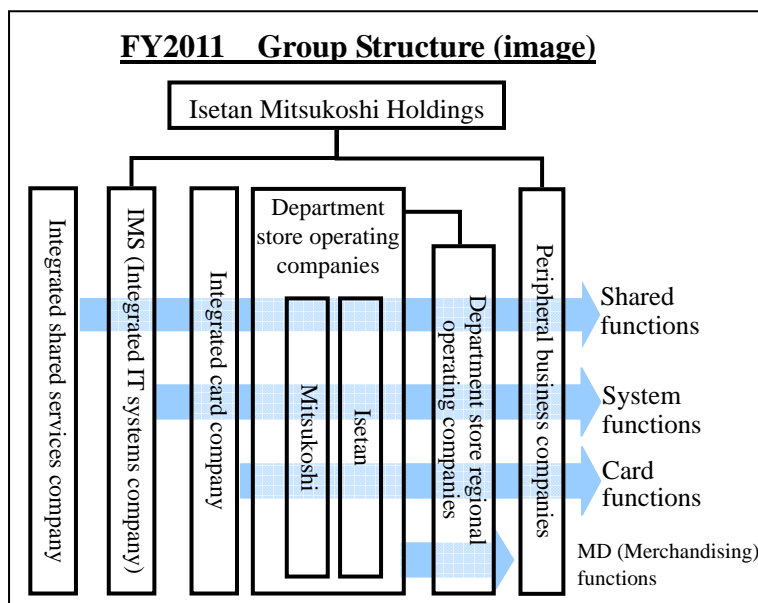 FY2011 Group Structure (image)
Isetan Mitsukoshi Holdings
Integrated shared services company
IMS (Integrated IT systems company)
Integrated card company
Department
store operating
companies
Mitsukoshi
Isetan
Department store regional
operating companies
Peripheral business companies
Shared
functions
System
functions
Card
functions
MD (Merchandising)
functions